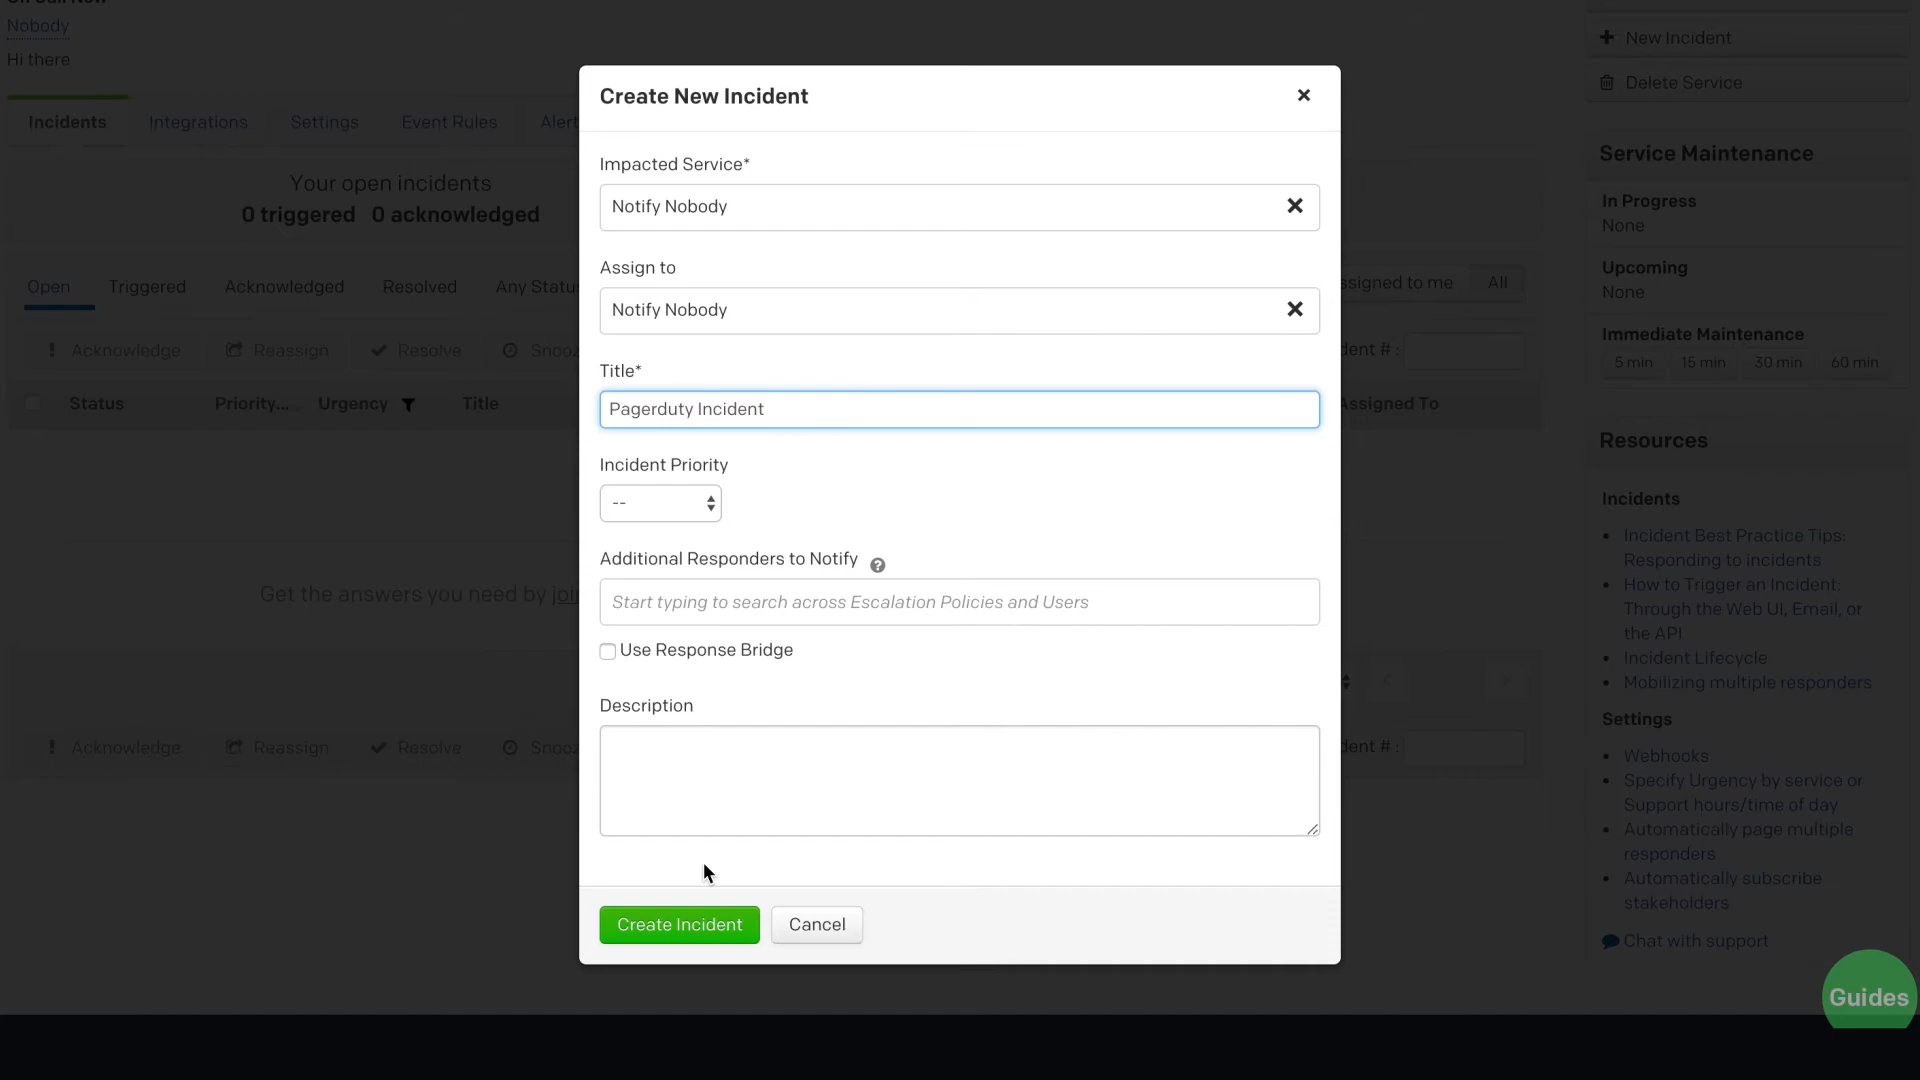 Nobody
Hi there
Incidents
Integrations
Settings
Event Rules
Alert
Your open incidents
0 triggered 0 acknowledged
Open
Triggered
Acknowledged
Resolved
Any Status
Assigned to me
All
Acknowledge
Reassign
Resolve
Status
Priority...
Urgency
Title
Assigned To
Get the answers you need by
Acknowledge
Reassign
Resolve
Create New Incident
×
Impacted Service*
Notify Nobody
Assign to
Notify Nobody
Title*
Pagerduty Incident
Incident Priority
--
Additional Responders to Notify ?
Start typing to search across Escalation Policies and Users
Use Response Bridge
Description
Create Incident
Cancel
New Incident
Delete Service
Service Maintenance
In Progress
None
Upcoming
None
Immediate Maintenance
5 min 15 min 30 min 60 min
Resources
Incidents
Incident Best Practice Tips:
Responding to incidents
How to Trigger an Incident:
Through the Web UI, Email, or
the API
Incident Lifecycle
Mobilizing multiple responders
Settings
Webhooks
Specify Urgency by service or
Support hours/time of day
Automatically page multiple
responders
Automatically subscribe
stakeholders
Chat with support
Guides